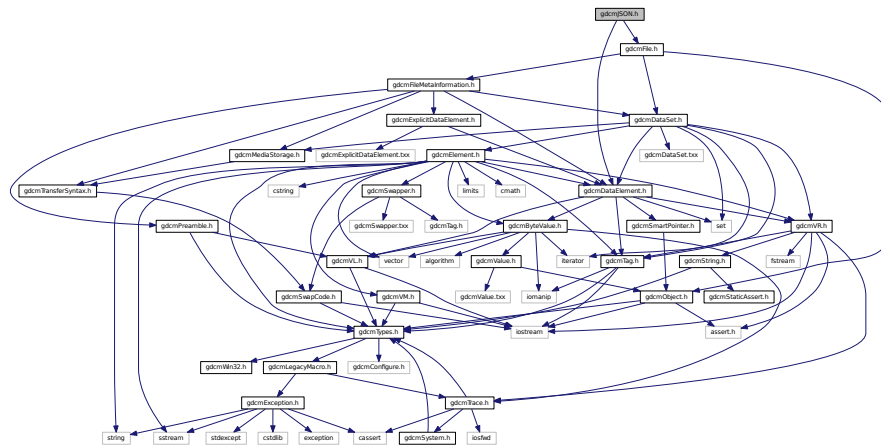 gdcmJSON.h
gdcmFile.h
gdcmFileMetaInformation.h
gdcmExplicitDataElement.h
gdcmDataSet.h
gdcmMediaStorage.h
gdcmExplicitDataElement.txx
gdcmElement.h
gdcmDataSet.txx
gdcmTransferSyntax.h
cstring
gdcmSwapper.h
limits
cmath
gdcmDataElement.h
gdcmPreamble.h
gdcmSwapper.txx
gdcmTag.h
gdcmByteValue.h
gdcmSmartPointer.h
set
gdcmVR.h
gdcmVL.h
vector
algorithm
gdcmValue.h
iterator
gdcmTag.h
gdcmString.h
fstream
gdcmSwapCode.h
gdcmVM.h
gdcmValue.txx
iomanip
gdcmObject.h
gdcmStaticAssert.h
gdcmTypes.h
iostream
assert.h
gdcmWin32.h
gdcmLegacyMacro.h
gdcmConfigure.h
gdcmException.h
gdcmTrace.h
string
sstream
stdexcept
cstdlib
exception
cassert
gdcmSystem.h
iosfwd